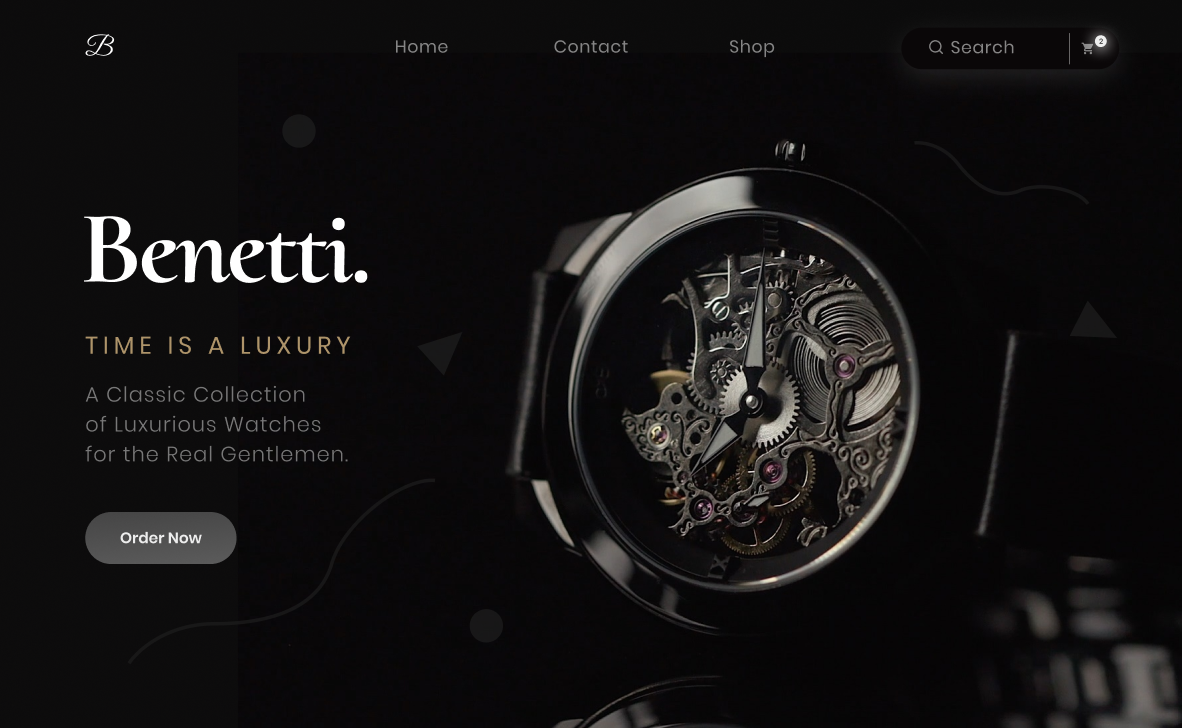 B
Home
Contact
Shop
Search
2
Benetti.
TIME IS A LUXURY
A Classic Collection
of Luxurious Watches
for the Real Gentlemen.
Order Now